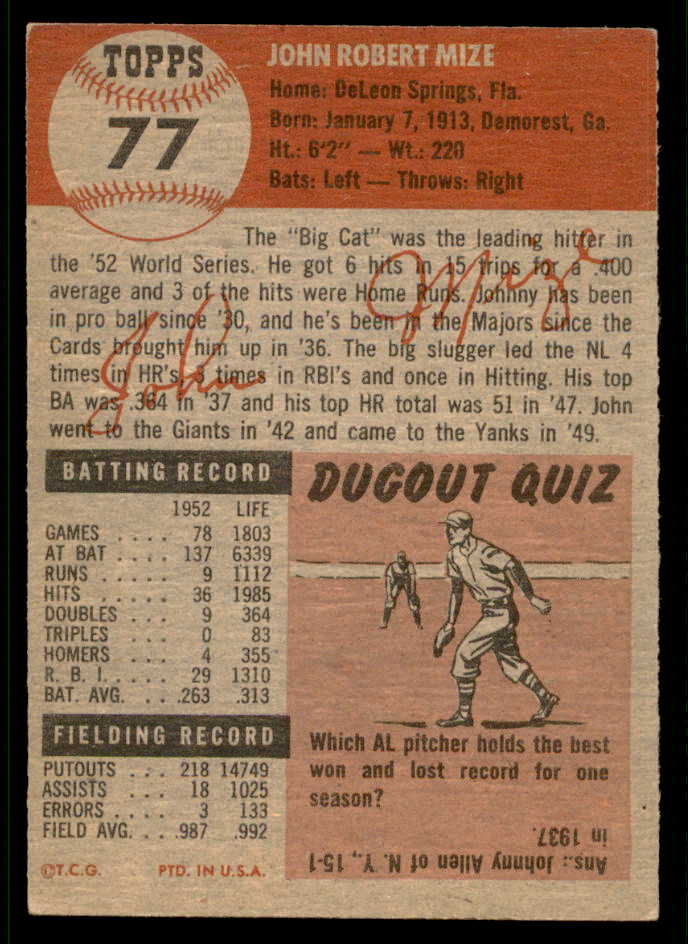 TOPPS
77
JOHN ROBERT MIZE
Home: DeLeon Springs, Fla.
Born: January 7, 1913, Demorest, Ga.
Ht.: 6'2" — Wt.: 220
Bats: Left — Throws: Right
The "Big Cat" was the leading hitter in
the '52 World Series. He got 6 hits in 15 trips for a .400
average and 3 of the hits were Home Runs. Johnny has been
in pro ball since '30, and he's been in the Majors since the
Cards brought him up in '36. The big slugger led the NL 4
times in HR's, 3 times in RBI's and once in Hitting. His top
BA was .364 in '37 and his top HR total was 51 in '47. John
went to the Giants in '42 and came to the Yanks in '49.
John Mize
BATTING RECORD
1952 LIFE
GAMES . . . . 78 1803
AT BAT . . . . 137 6339
RUNS . . . . . 9 1112
HITS . . . . . 36 1985
DOUBLES . . . 9 364
TRIPLES . . . 0 83
HOMERS . . . 4 355
R. B. I. . . . . 29 1310
BAT. AVG. . . .263 .313
FIELDING RECORD
PUTOUTS . . . 218 14749
ASSISTS . . . 18 1025
ERRORS . . . . 3 133
FIELD AVG. . . .987 .992
©T.C.G. PTD. IN U.S.A.
DUGOUT QUIZ
Which AL pitcher holds the best
won and lost record for one
season?
Ans.: Johnny Allen of N. Y., 15-1
in 1937.